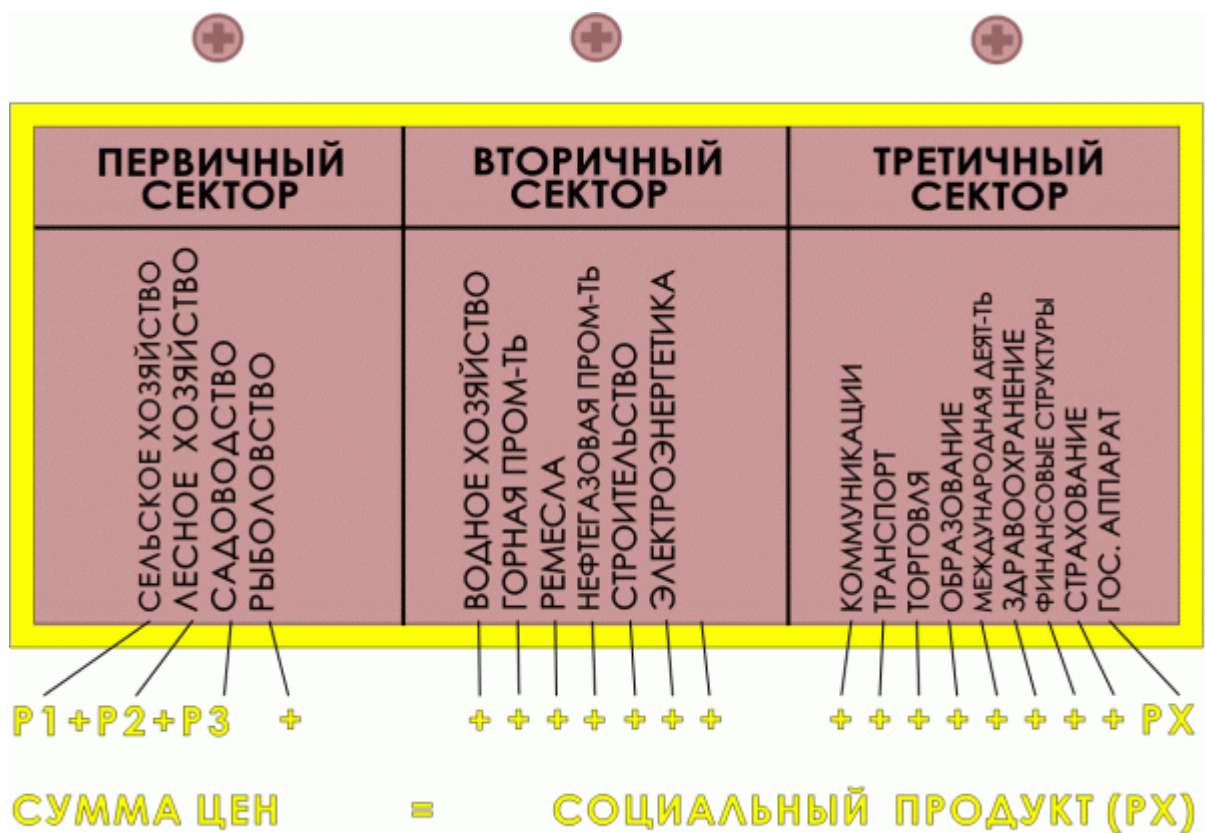 ПЕРВИЧНЫЙ
СЕКТОР
ВТОРИЧНЫЙ
СЕКТОР
ТРЕТИЧНЫЙ
СЕКТОР
СЕЛЬСКОЕ ХОЗЯЙСТВО
ЛЕСНОЕ ХОЗЯЙСТВО
САДОВОДСТВО
РЫБОЛОВСТВО
ВОДНОЕ ХОЗЯЙСТВО
ГОРНАЯ ПРОМ-ТЬ
РЕМЕСЛА
НЕФТЕГАЗОВАЯ ПРОМ-ТЬ
СТРОИТЕЛЬСТВО
ЭЛЕКТРОЭНЕРГЕТИКА
КОММУНИКАЦИИ
ТРАНСПОРТ
ТОРГОВЛЯ
ОБРАЗОВАНИЕ
МЕЖДУНАРОДНАЯ ДЕЯТ-ТЬ
ЗДРАВООХРАНЕНИЕ
ФИНАНСОВЫЕ СТРУКТУРЫ
СТРАХОВАНИЕ
ГОС. АППАРАТ
P1+P2+P3 + + + + + + + + + + + + + + + + PX
СУММА ЦЕН = СОЦИАЛЬНЫЙ ПРОДУКТ (PX)